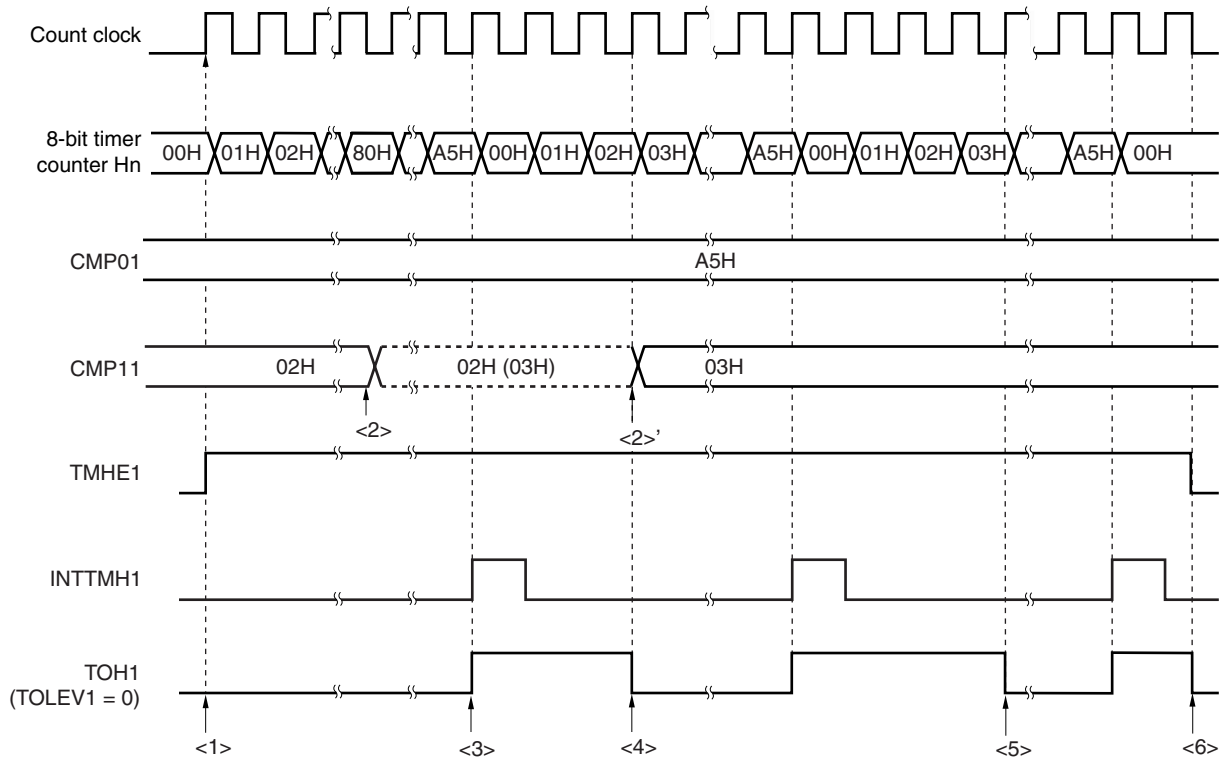 Count clock
8-bit timer
counter Hn
00H 01H 02H 80H A5H 00H 01H 02H 03H A5H 00H 01H 02H 03H A5H 00H
CMP01
A5H
CMP11
02H 02H (03H) 03H
<2> <2>’
TMHE1
INTTMH1
TOH1
(TOLEV1 = 0)
<1> <3> <4> <5> <6>